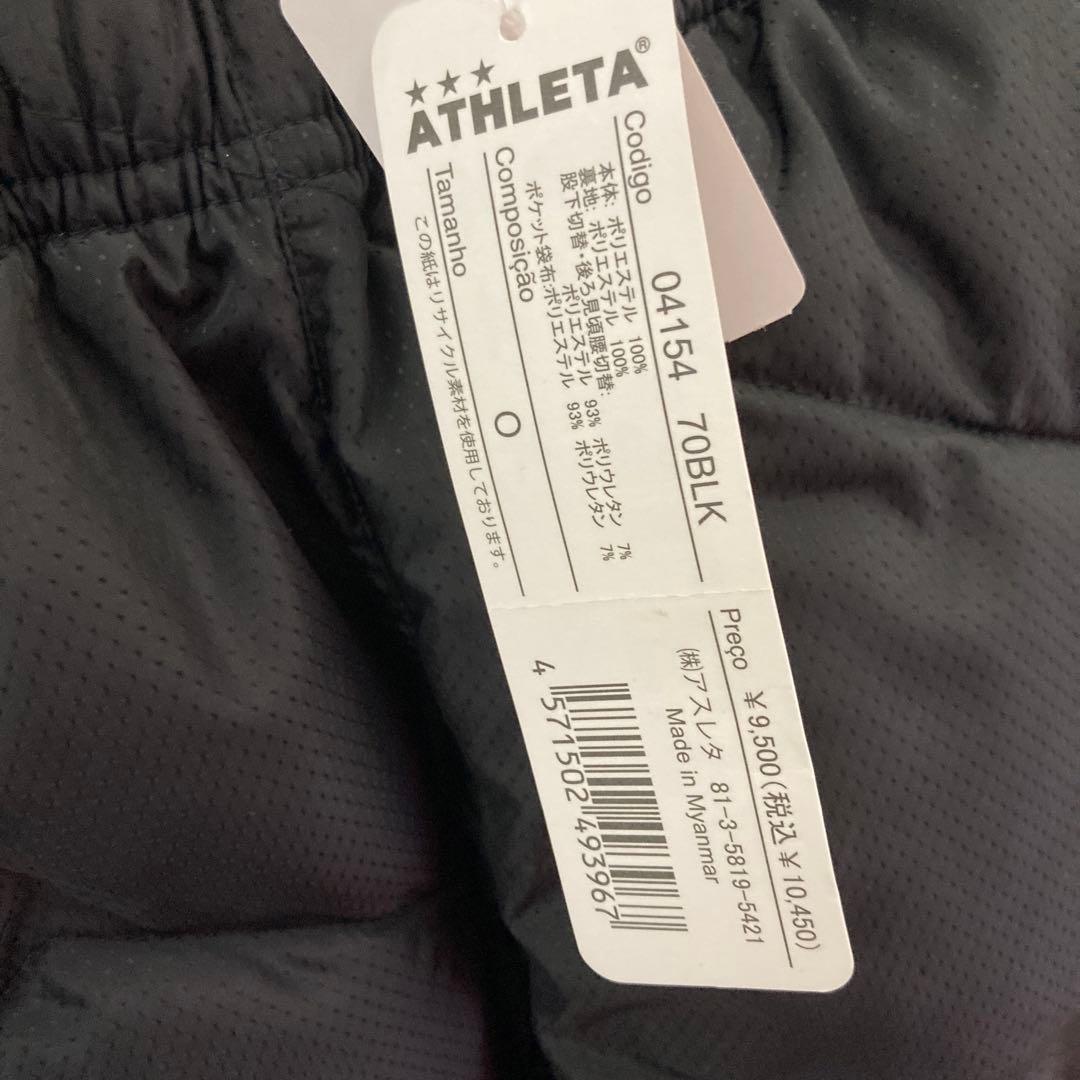 ★★★
ATHLETA®
Codigo 04154 70BLK
本体: ポリエステル 100%
裏地: ポリエステル 100%
股下切替・後ろ見頃腰切替:
ポリエステル 93% ポリウレタン 7%
ポケット袋布:ポリエステル 93% ポリウレタン 7%
Composição
Tamanho O
この紙はリサイクル素材を使用しております。
Preço ¥9,500(税込¥10,450)
(株)アスレタ 81-3-5819-5421
Made in Myanmar
4 571502 493967